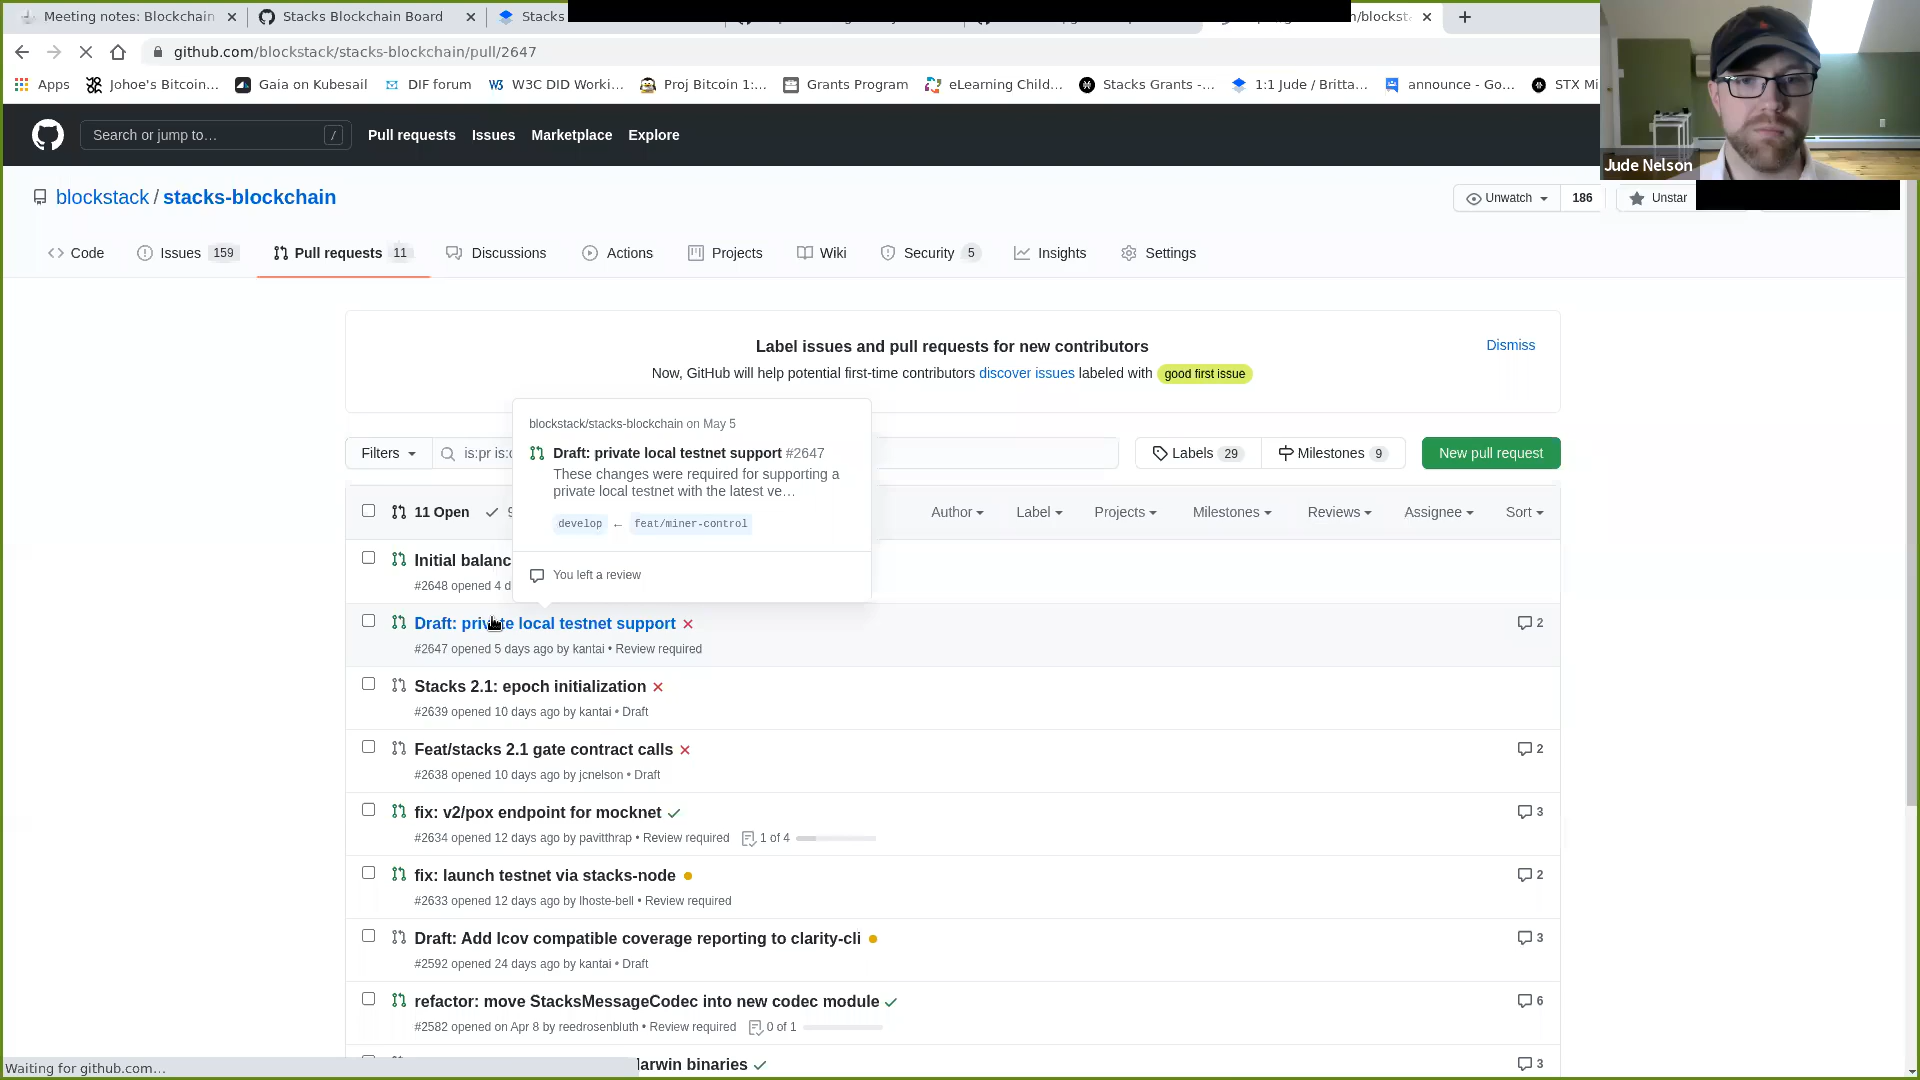 Meeting notes: Blockchain
Stacks Blockchain Board
Stacks
github.com/blockstack/stacks-blockchain/pull/2647
Apps
Johoe's Bitcoin...
Gaia on Kubesail
DIF forum
W3C DID Worki...
Proj Bitcoin 1:...
Grants Program
eLearning Child...
Stacks Grants -...
1:1 Jude / Britta...
announce - Go...
STX Mi
Jude Nelson
Search or jump to...
/
Pull requests
Issues
Marketplace
Explore
blockstack / stacks-blockchain
Unwatch
186
Unstar
Code
Issues 159
Pull requests 11
Discussions
Actions
Projects
Wiki
Security 5
Insights
Settings
Label issues and pull requests for new contributors
Dismiss
Now, GitHub will help potential first-time contributors discover issues labeled with good first issue
blockstack/stacks-blockchain on May 5
Draft: private local testnet support #2647
These changes were required for supporting a
private local testnet with the latest ve...
develop ← feat/miner-control
You left a review
Filters
is:pr
Labels 29
Milestones 9
New pull request
11 Open
Author
Label
Projects
Milestones
Reviews
Assignee
Sort
Initial balanc
#2648 opened 4 d
Draft: private local testnet support
2
#2647 opened 5 days ago by kantai • Review required
Stacks 2.1: epoch initialization
#2639 opened 10 days ago by kantai • Draft
Feat/stacks 2.1 gate contract calls
2
#2638 opened 10 days ago by jcnelson • Draft
fix: v2/pox endpoint for mocknet
3
#2634 opened 12 days ago by pavitthrap • Review required 1 of 4
fix: launch testnet via stacks-node
2
#2633 opened 12 days ago by lhoste-bell • Review required
Draft: Add lcov compatible coverage reporting to clarity-cli
3
#2592 opened 24 days ago by kantai • Draft
refactor: move StacksMessageCodec into new codec module
6
#2582 opened on Apr 8 by reedrosenbluth • Review required 0 of 1
binaries
3
Waiting for github.com...